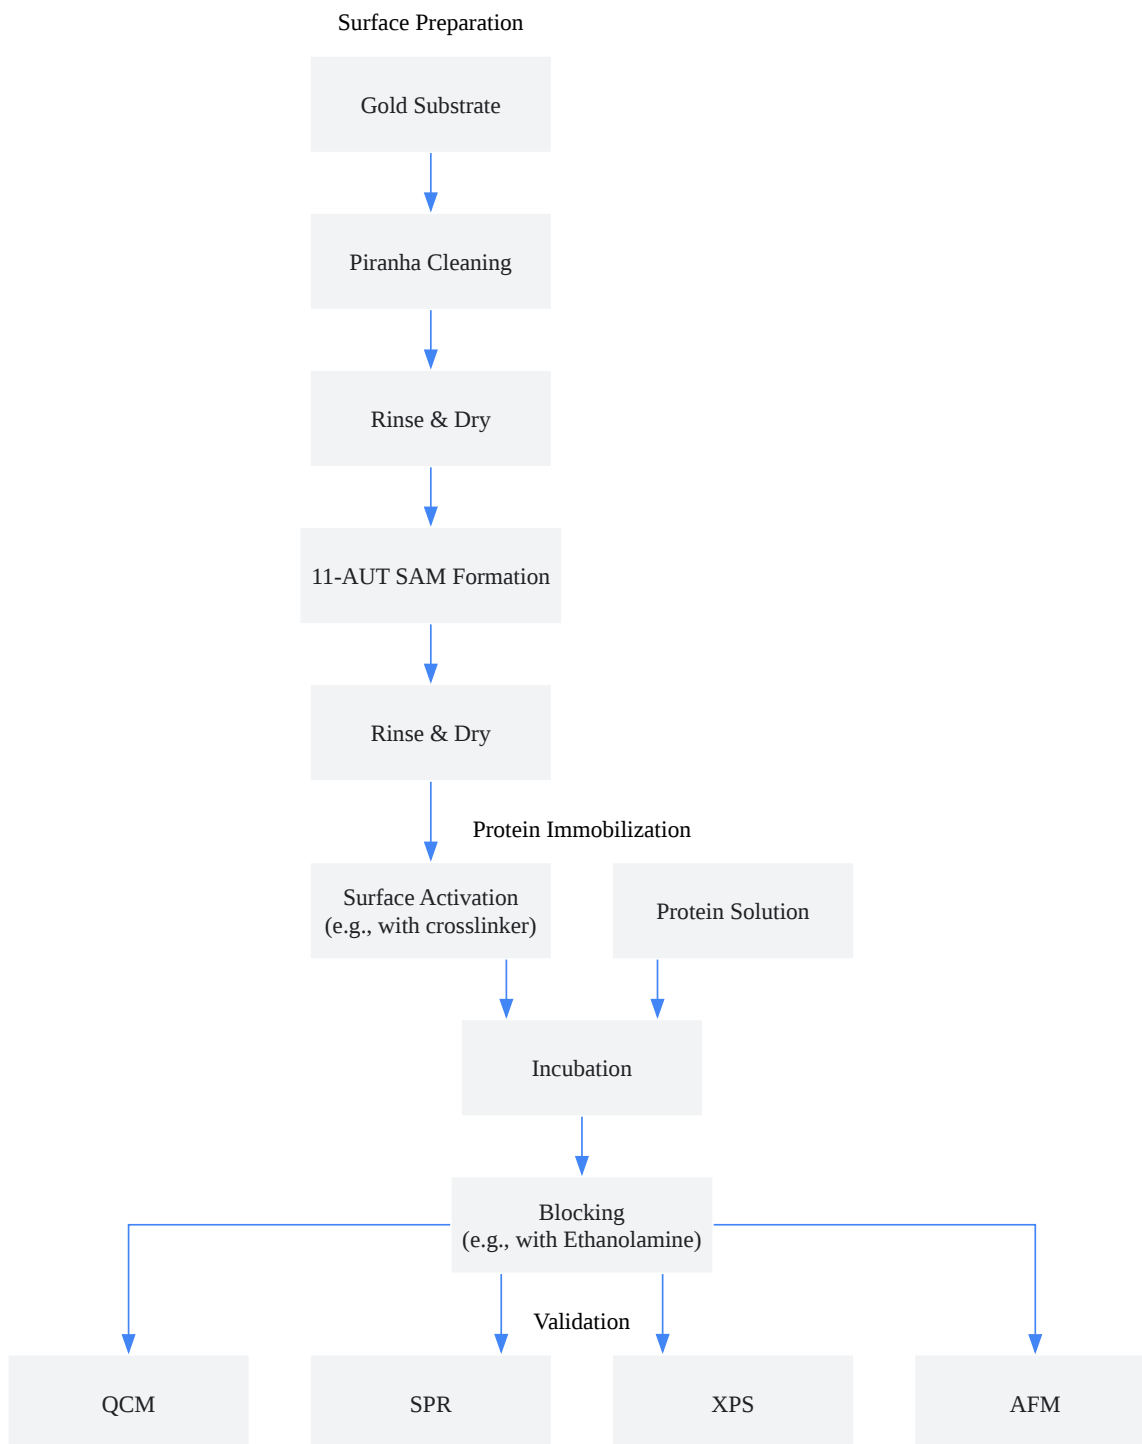 Surface Preparation
Gold Substrate
Piranha Cleaning
Rinse & Dry
11-AUT SAM Formation
Rinse & Dry
Protein Immobilization
Surface Activation
(e.g., with crosslinker)
Protein Solution
Incubation
Blocking
(e.g., with Ethanolamine)
Validation
QCM
SPR
XPS
AFM